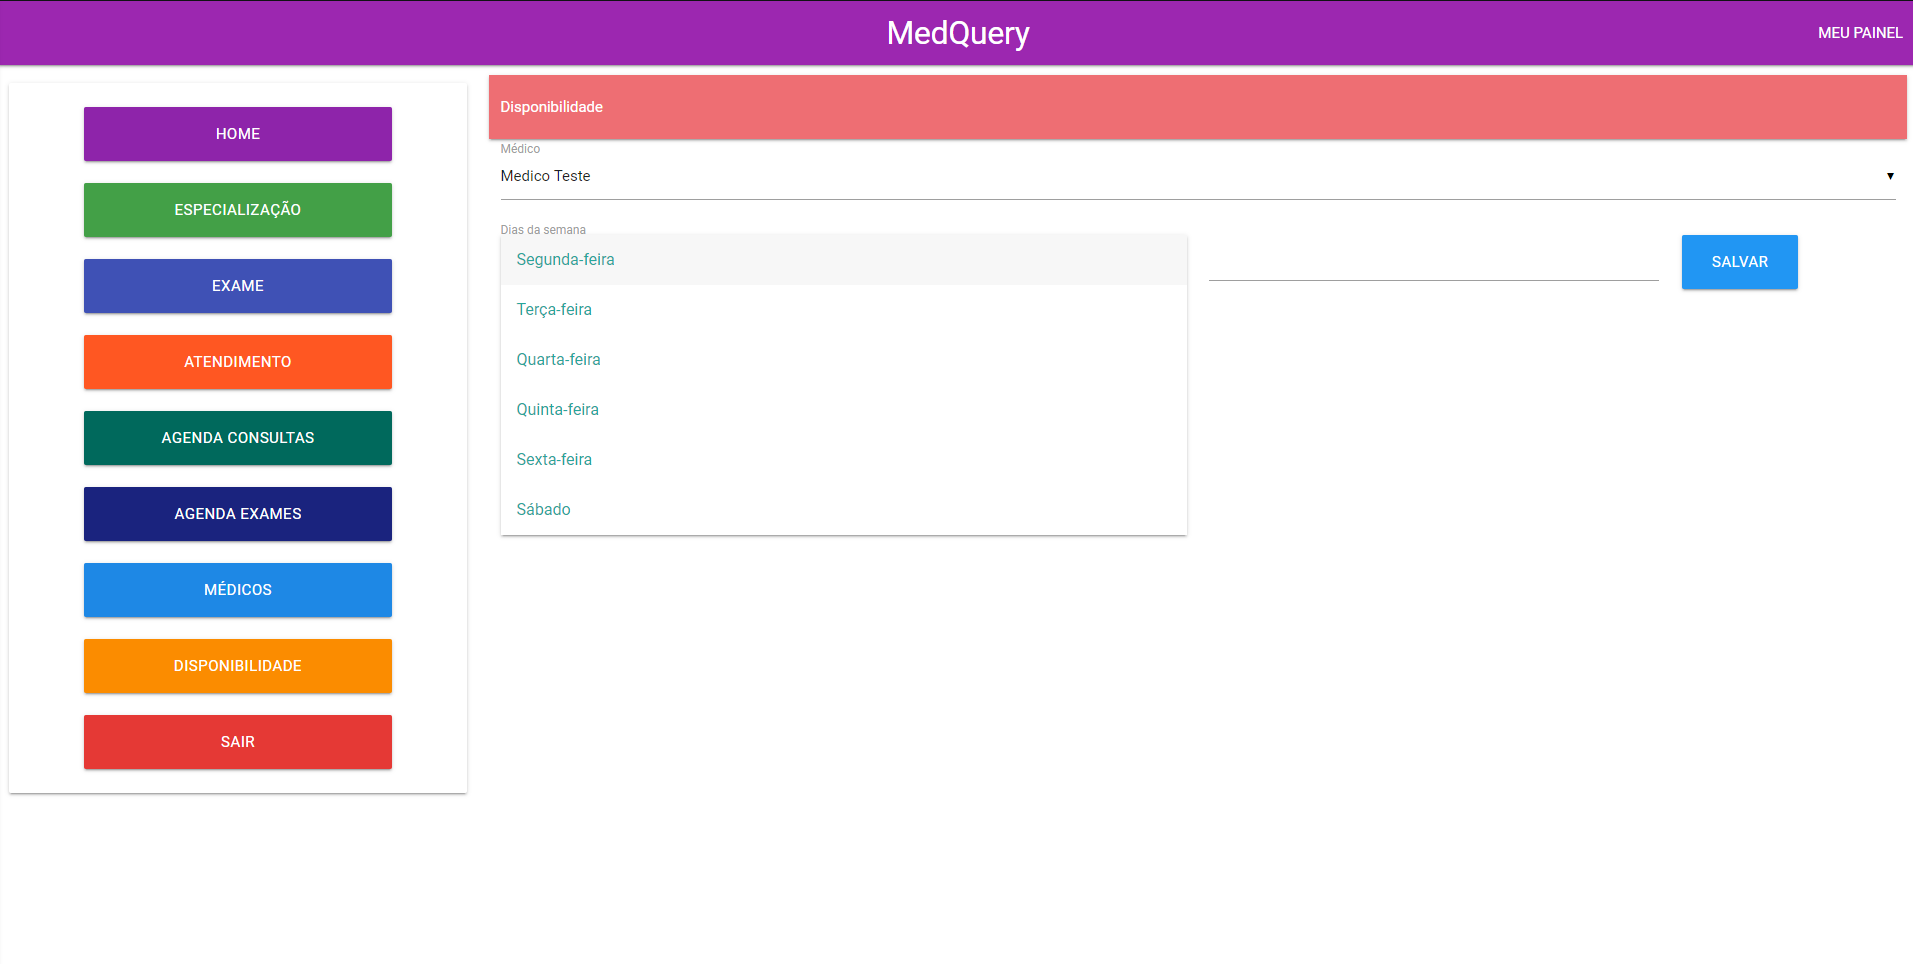 MedQuery
MEU PAINEL
HOME
ESPECIALIZAÇÃO
EXAME
ATENDIMENTO
AGENDA CONSULTAS
AGENDA EXAMES
MÉDICOS
DISPONIBILIDADE
SAIR
Disponibilidade
Médico
Medico Teste
Dias da semana
Segunda-feira
Terça-feira
Quarta-feira
Quinta-feira
Sexta-feira
Sábado
SALVAR